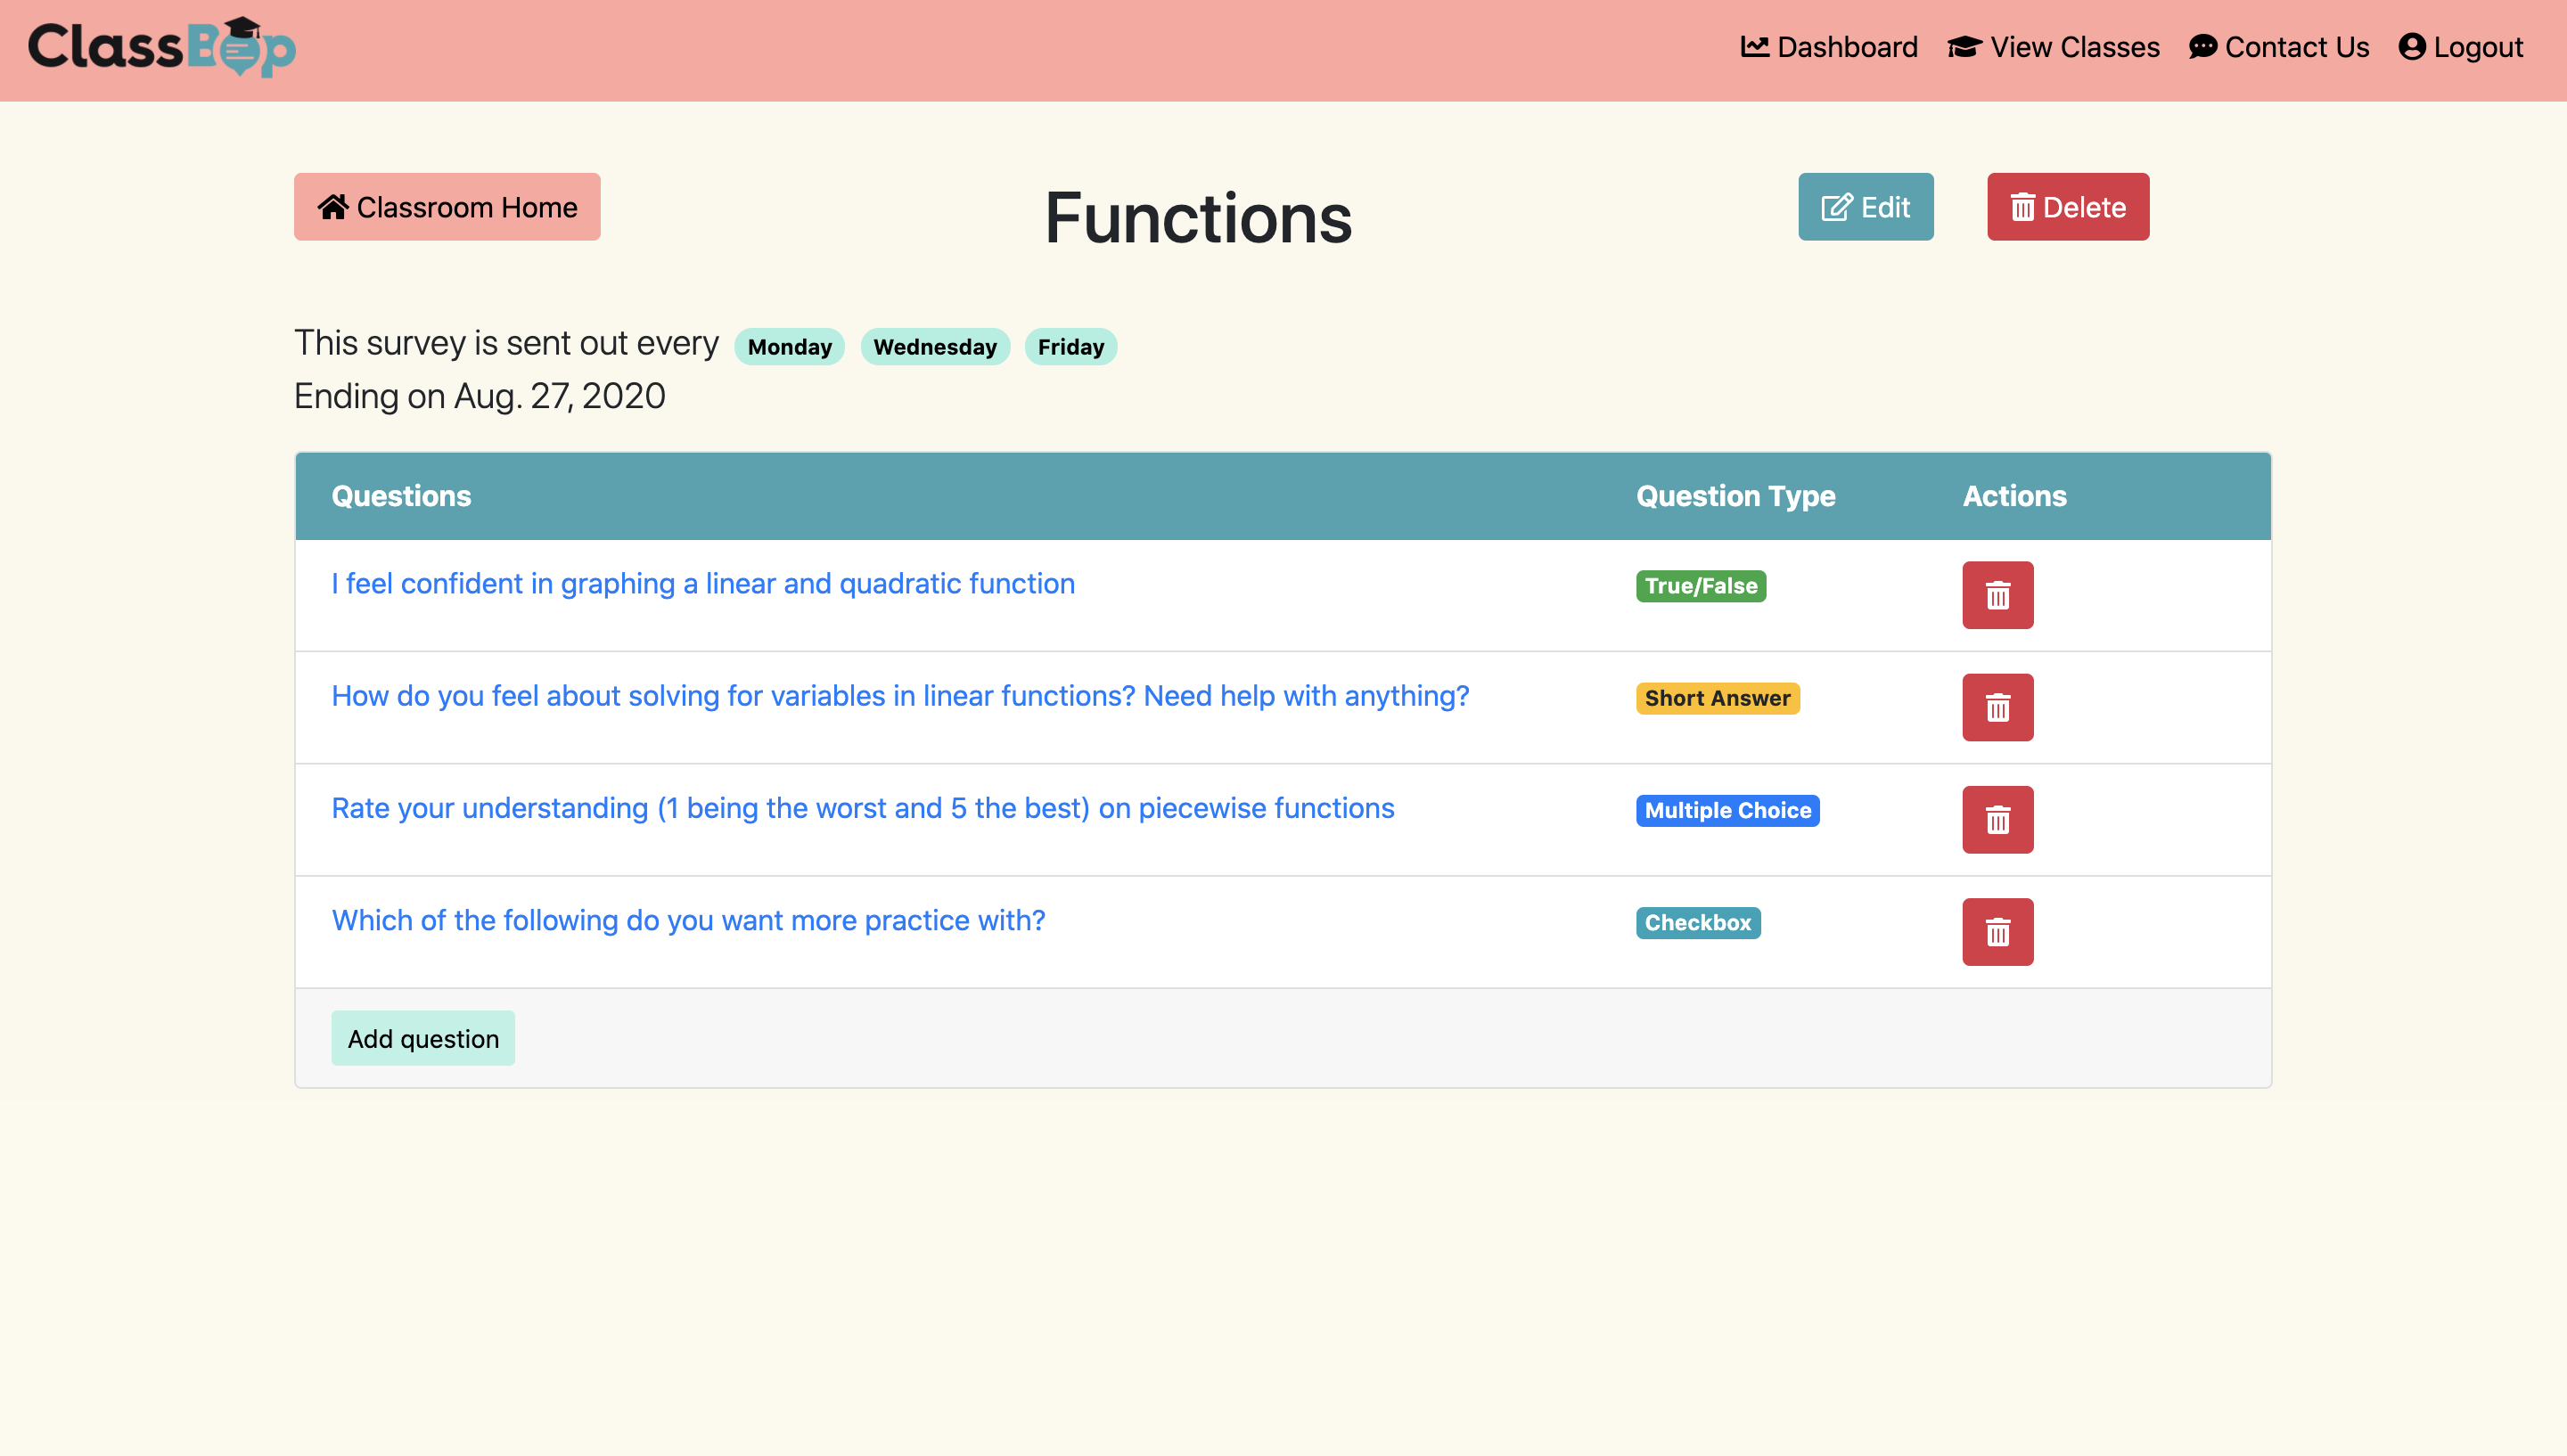 ClassBop
Dashboard View Classes Contact Us Logout
Classroom Home
Functions
Edit
Delete
This survey is sent out every Monday Wednesday Friday
Ending on Aug. 27, 2020
Questions Question Type Actions
I feel confident in graphing a linear and quadratic function True/False
How do you feel about solving for variables in linear functions? Need help with anything? Short Answer
Rate your understanding (1 being the worst and 5 the best) on piecewise functions Multiple Choice
Which of the following do you want more practice with? Checkbox
Add question